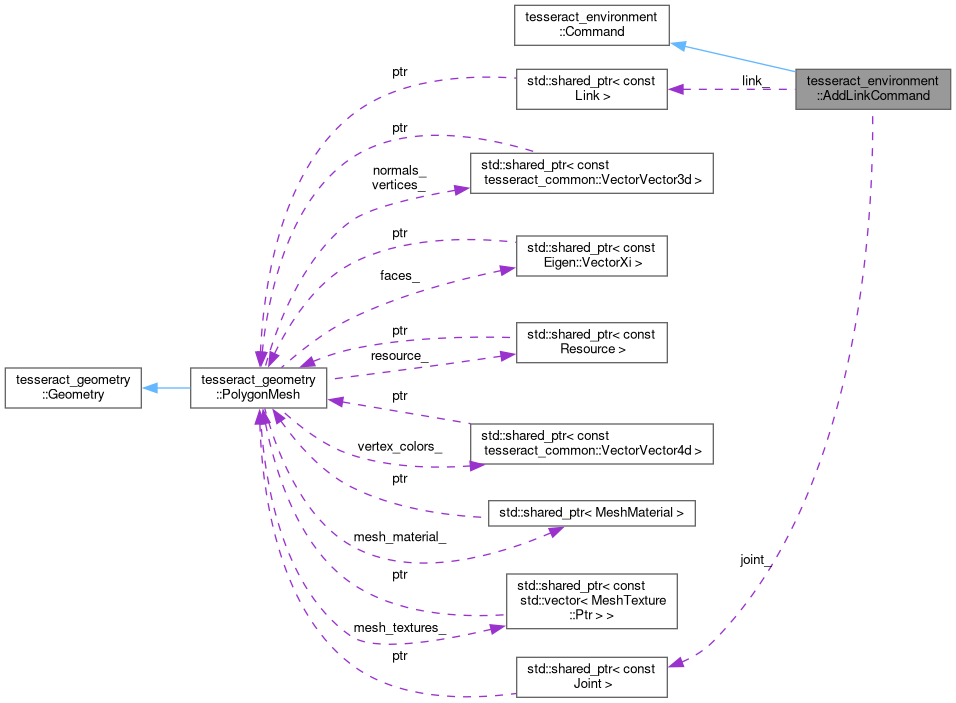 tesseract_environment
::Command
ptr
std::shared_ptr< const
Link >
link_
tesseract_environment
::AddLinkCommand
ptr
std::shared_ptr< const
tesseract_common::VectorVector3d >
normals_
vertices_
ptr
std::shared_ptr< const
Eigen::VectorXi >
faces_
ptr
std::shared_ptr< const
Resource >
resource_
tesseract_geometry
::Geometry
tesseract_geometry
::PolygonMesh
ptr
std::shared_ptr< const
tesseract_common::VectorVector4d >
vertex_colors_
ptr
std::shared_ptr< MeshMaterial >
mesh_material_
ptr
std::shared_ptr< const
std::vector< MeshTexture
::Ptr > >
joint_
mesh_textures_
ptr
std::shared_ptr< const
Joint >